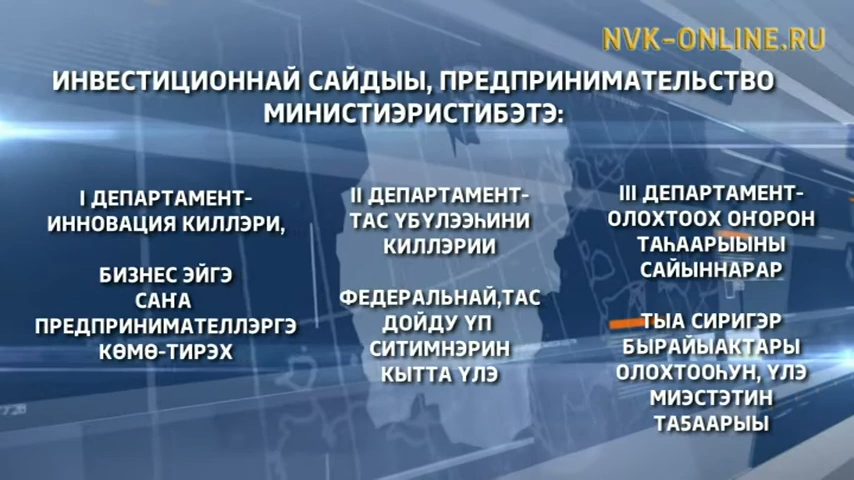 NVK-ONLINE.RU
ИНВЕСТИЦИОННАЙ САЙДЫЫ, ПРЕДПРИНИМАТЕЛЬСТВО
МИНИСТИЭРИСТИБЭТЭ:
I ДЕПАРТАМЕНТ-
ИННОВАЦИЯ КИЛЛЭРИ,
БИЗНЕС ЭЙГЭ
САҤА
ПРЕДПРИНИМАТЕЛЛЭРГЭ
КӨМӨ-ТИРЭХ
II ДЕПАРТАМЕНТ-
ТАС ҮБҮЛЭЭҺИНИ
КИЛЛЭРИИ
ФЕДЕРАЛЬНАЙ,ТАС
ДОЙДУ ҮП
СИТИМНЭРИН
КЫТТА ҮЛЭ
III ДЕПАРТАМЕНТ-
ОЛОХТООХ ОҤОРОН
ТАҺААРЫЫНЫ
САЙЫННАРАР
ТЫА СИРИГЭР
БЫРАЙЫАКТАРЫ
ОЛОХТООҺУН, ҮЛЭ
МИЭСТЭТИН
ТА5ААРЫЫ